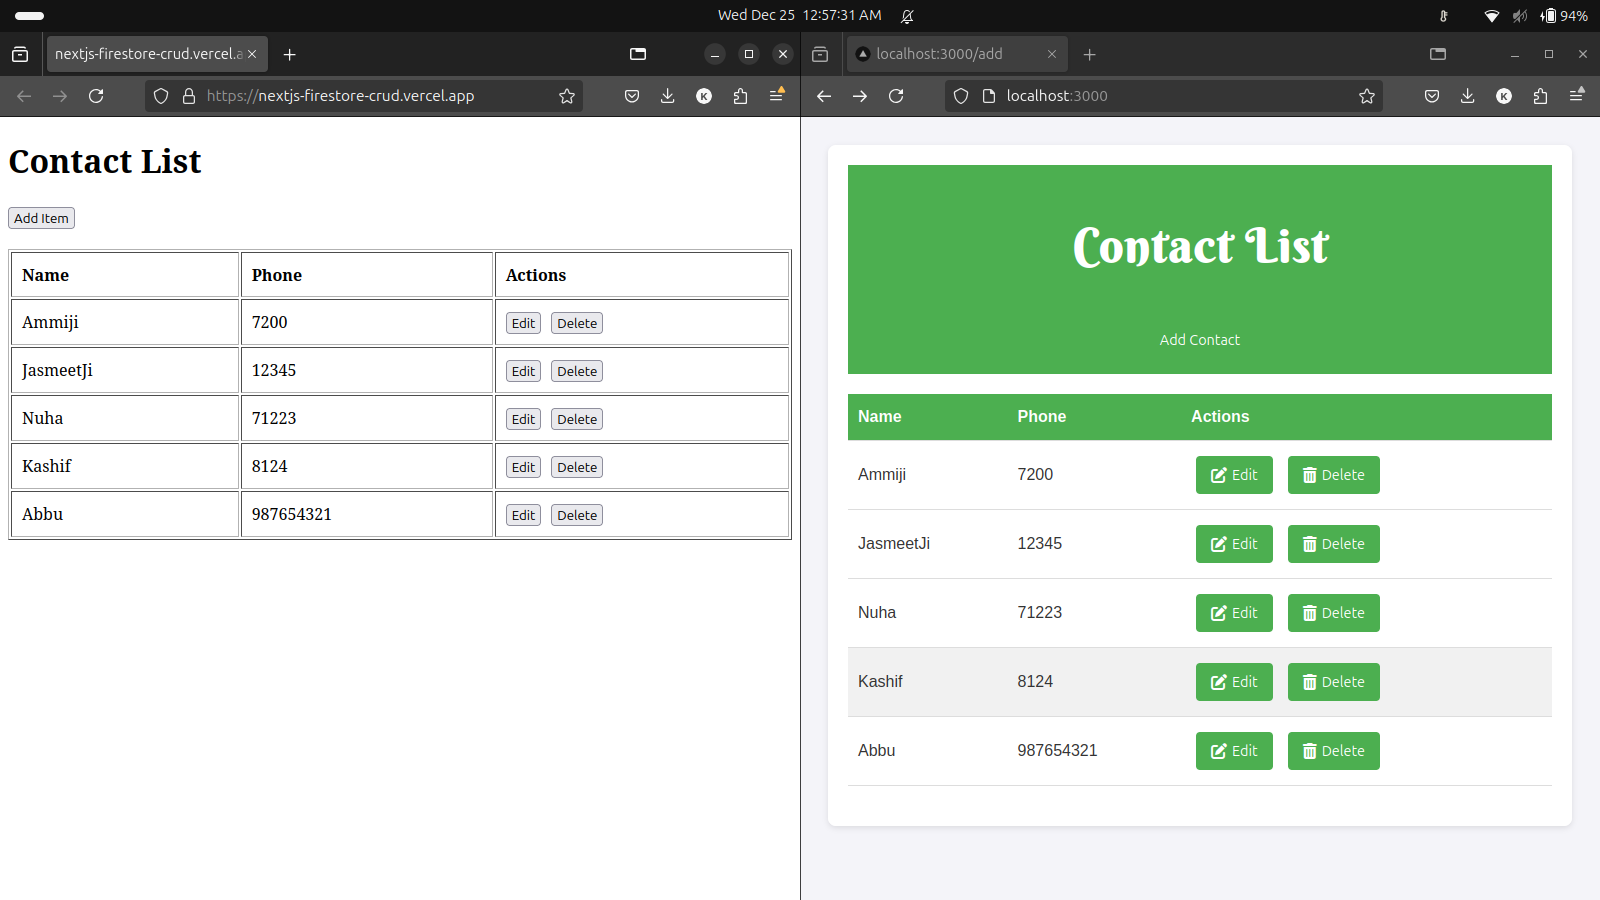 Wed Dec 25 12:57:31 AM
94%
nextjs-firestore-crud.vercel.a
https://nextjs-firestore-crud.vercel.app
K
Contact List
Add Item
Name Phone Actions
Ammiji 7200 Edit Delete
JasmeetJi 12345 Edit Delete
Nuha 71223 Edit Delete
Kashif 8124 Edit Delete
Abbu 987654321 Edit Delete
localhost:3000/add
localhost:3000
K
Contact List
Add Contact
Name Phone Actions
Ammiji 7200 Edit Delete
JasmeetJi 12345 Edit Delete
Nuha 71223 Edit Delete
Kashif 8124 Edit Delete
Abbu 987654321 Edit Delete